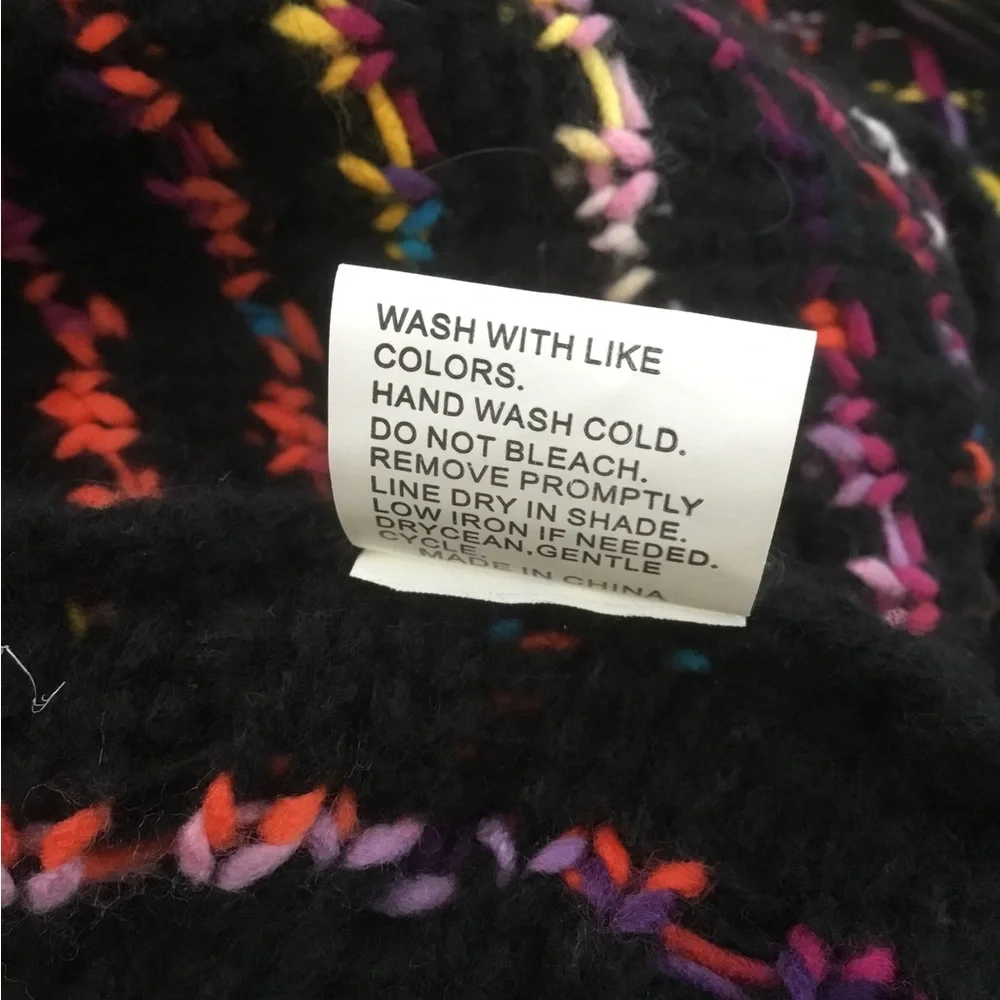 WASH WITH LIKE
COLORS.
HAND WASH COLD.
DO NOT BLEACH.
REMOVE PROMPTLY
LINE DRY IN SHADE.
LOW IRON IF NEEDED.
DRYCEAN,GENTLE
CYCLE.
MADE IN CHINA